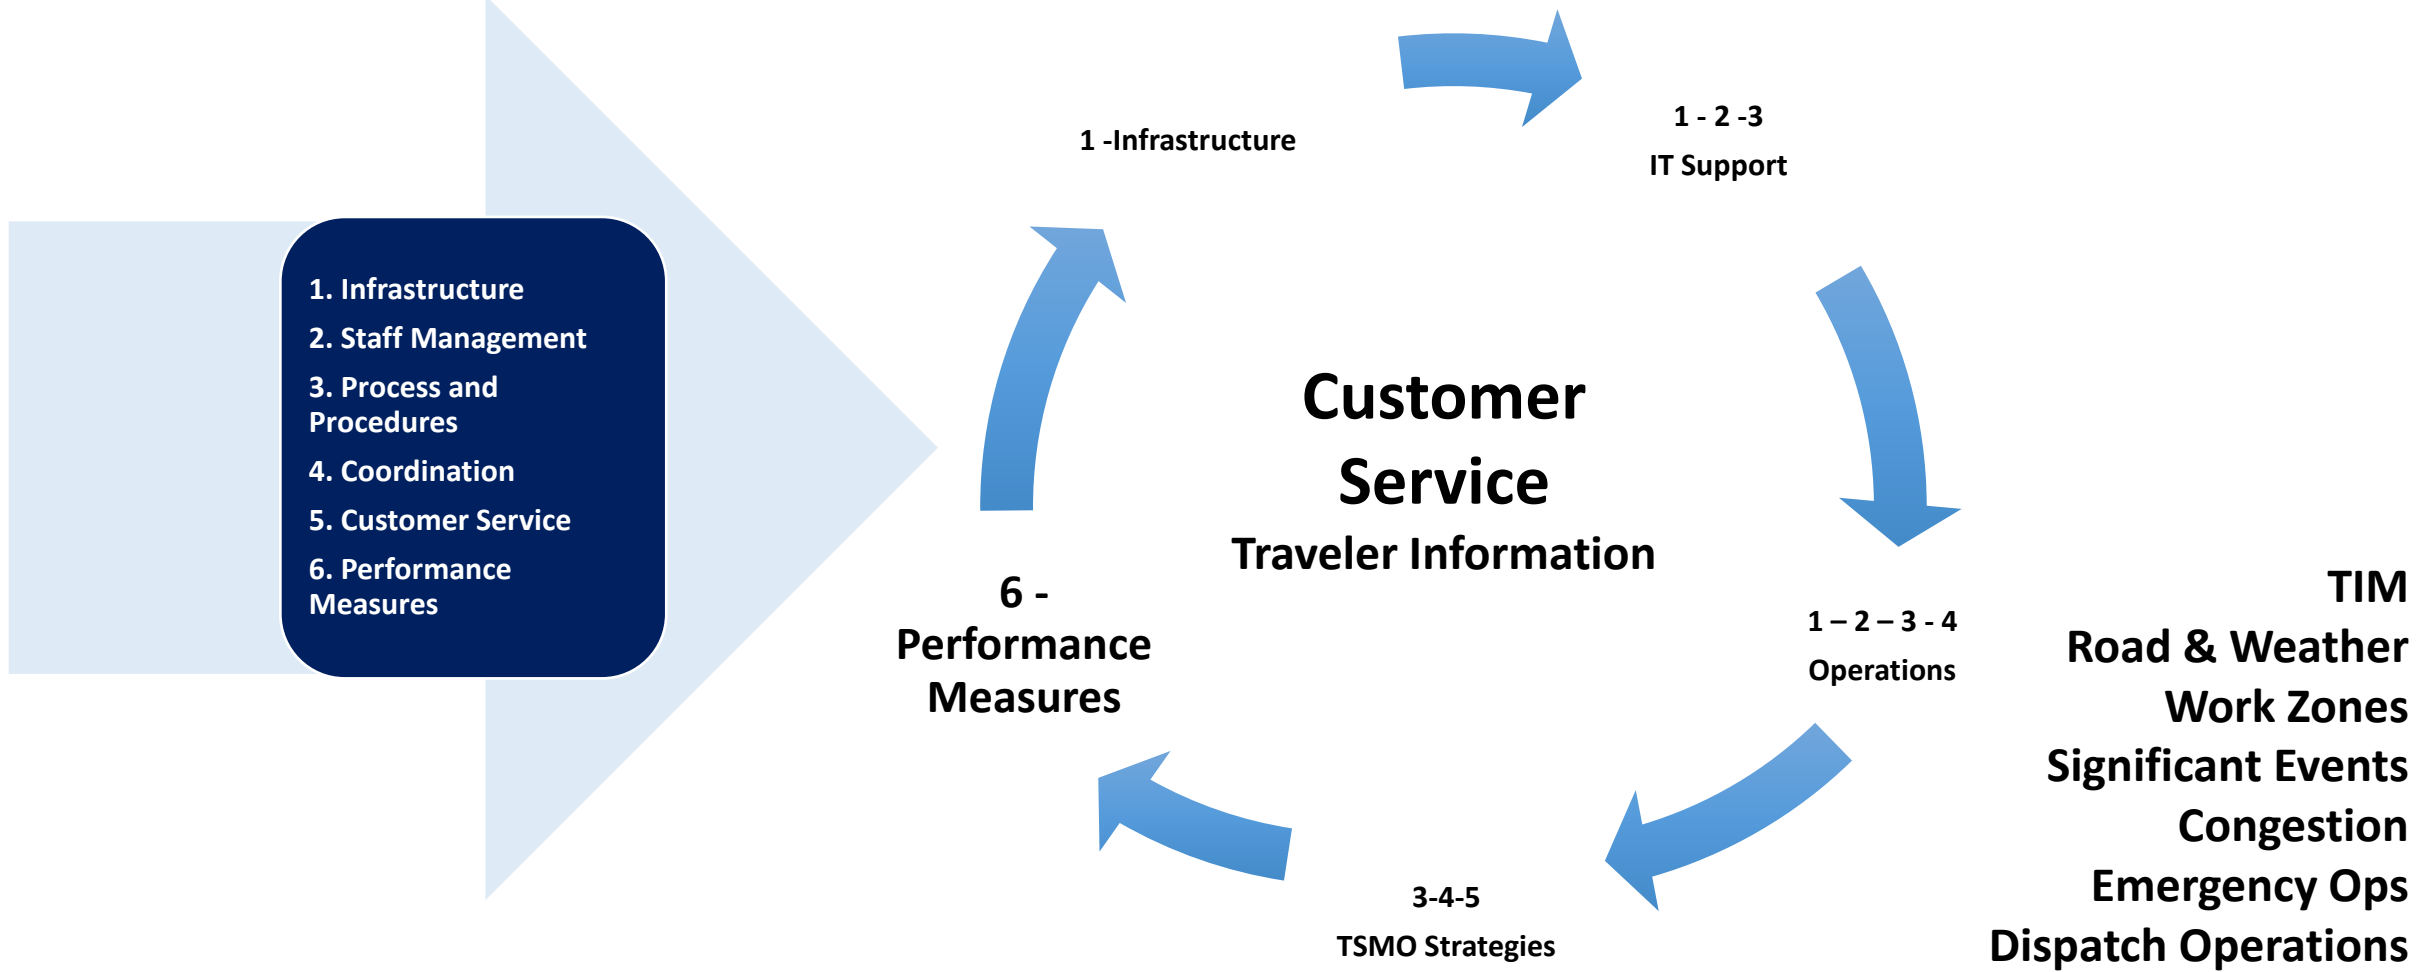 1. Infrastructure
2. Staff Management
3. Process and
Procedures
4. Coordination
5. Customer Service
6. Performance
Measures
1 -Infrastructure
1 - 2 -3
IT Support
Customer
Service
Traveler Information
1 – 2 – 3 - 4
Operations
3-4-5
TSMO Strategies
6 -
Performance
Measures
TIM
Road & Weather
Work Zones
Significant Events
Congestion
Emergency Ops
Dispatch Operations